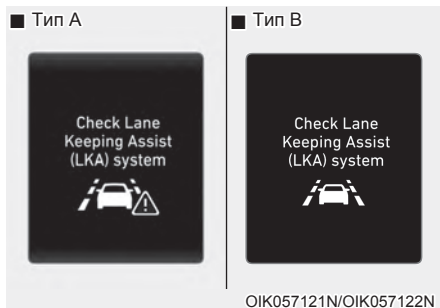 ■ Тип A
■ Тип B
Check Lane
Keeping Assist
(LKA) system
Check Lane
Keeping Assist
(LKA) system
OIK057121N/OIK057122N